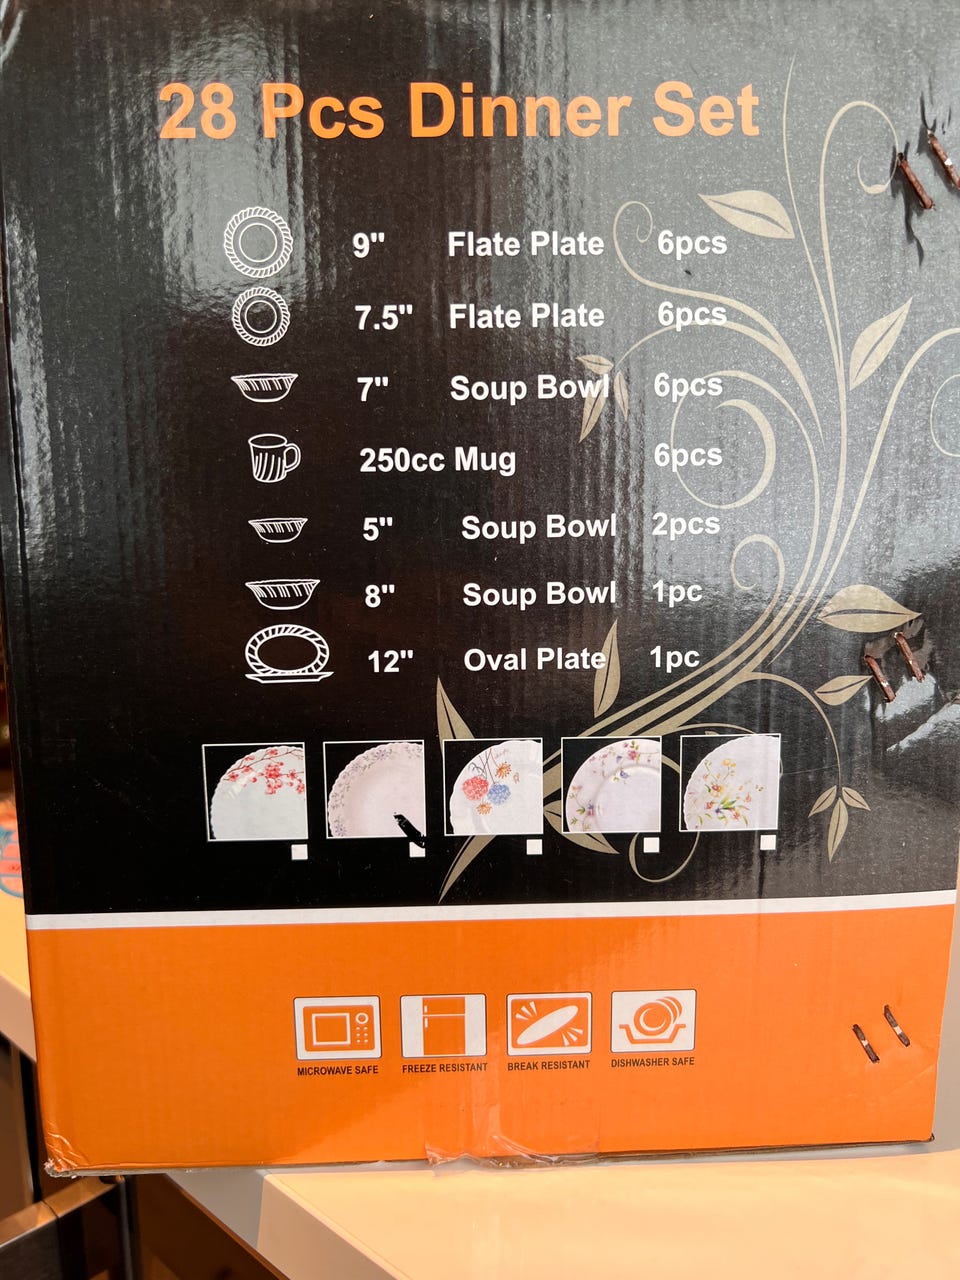 28 Pcs Dinner Set
9" Flate Plate 6pcs
7.5" Flate Plate 6pcs
7" Soup Bowl 6pcs
250cc Mug 6pcs
5" Soup Bowl 2pcs
8" Soup Bowl 1pc
12" Oval Plate 1pc
MICROWAVE SAFE FREEZE RESISTANT BREAK RESISTANT DISHWASHER SAFE